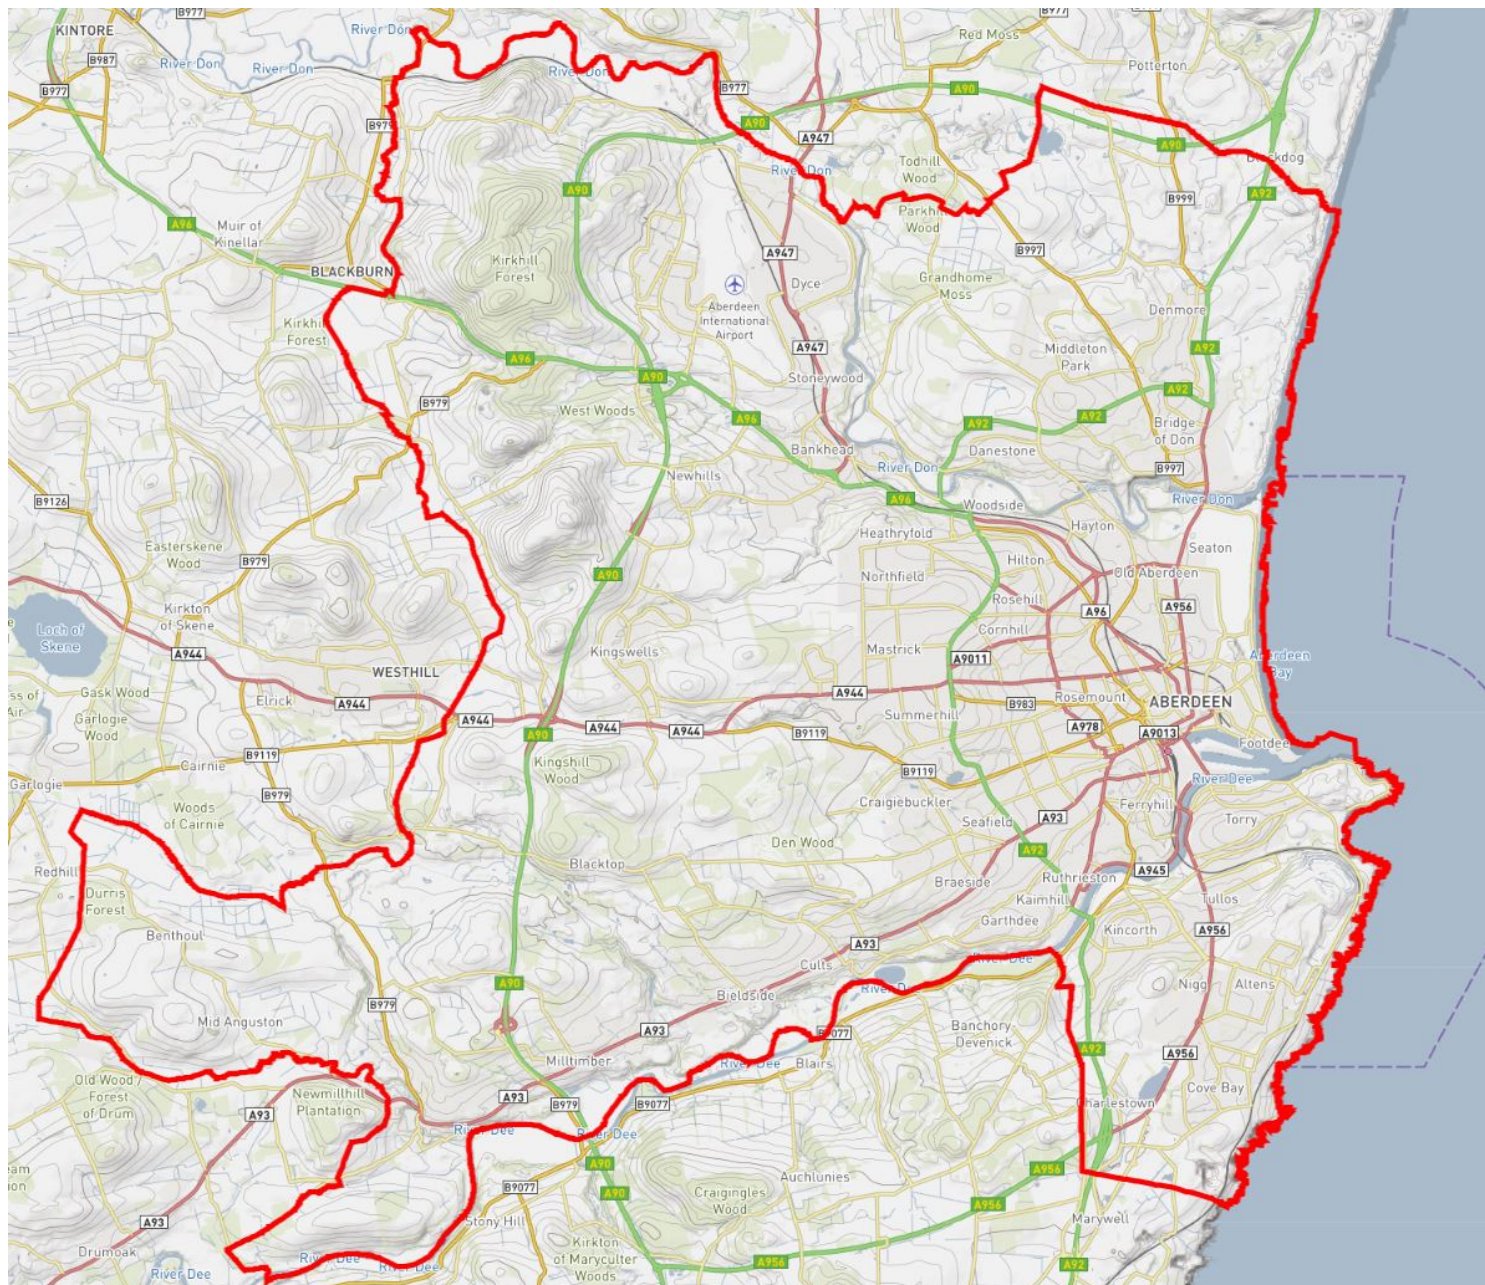 B977
B977
KINTORE
River Don
Red Moss
B987
River Don
River Don
River Don
Potterton
B977
B977
A90
A90
A947
B979
A90
Todhill
Wood
Blackdog
River Don
A90
A92
B999
Parkhill
Wood
A96
Muir of
Kinellar
B997
A947
BLACKBURN
Kirkhill
Forest
Grandhome
Moss
Dyce
Aberdeen
International
Airport
Denmore
Kirkhill
Forest
A96
A947
Middleton
Park
A92
A90
Stoneywood
B979
West Woods
A96
A92
A92
A92
Bridge
of Don
Bankhead
Danestone
River Don
B997
Newhills
B9126
A96
Woodside
River Don
Heathryfold
Hayton
Easterskene
Wood
B979
Seaton
Hilton
Old Aberdeen
A90
Northfield
Rosehill
A96
A956
Kirkton
of Skene
Loch of
Skene
Cornhill
A944
Kingswells
Mastrick
A9011
Aberdeen
Bay
WESTHILL
Gask Wood
Elrick
A944
A944
Rosemount
ABERDEEN
B983
Garlogie
Wood
A944
A944
A944
Summerhill
A978
A9013
A90
B9119
Footdee
B9119
Cairnie
Kingshill
Wood
B9119
River Dee
Garlogie
B979
Woods
of Cairnie
Craigiebuckler
Ferryhill
Seafield
A93
Torry
Den Wood
A92
Blacktop
A945
Redhill
Braeside
Ruthrieston
Durris
Forest
Kaimhill
Tullos
Garthdee
Benthoul
Kincorth
A956
A93
Cults
River Dee
A90
Nigg
Altens
B979
Bieldside
Mid Anguston
A93
Banchory
Devenick
B9077
A92
A956
Milltimber
River Dee
Blairs
Old Wood
Forest
of Drum
Newmillhill
Plantation
A93
B979
B9077
Cove Bay
Charlestown
A93
River Dee
River Dee
A90
A956
Auchlunies
B9077
A90
Craigingles
Wood
A956
A93
Stony Hill
Marywell
Drumoak
River Dee
River Dee
Kirkton
of Maryculter
Woods
A956
A92
River Dee